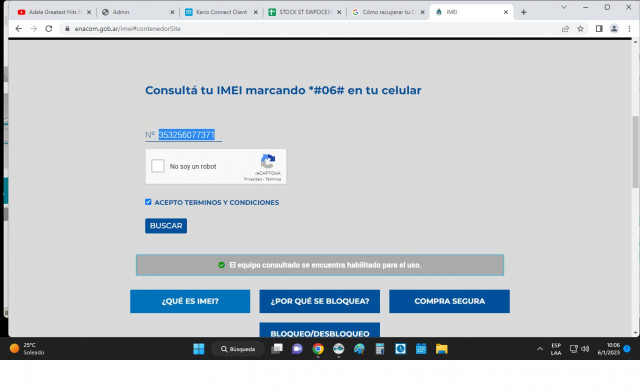 Adele Greatest Hits F
Admin
Kerio Connect Client
STOCK ST SWPOCEN
Cómo recuperar tu C
IMEI
enacom.gob.ar/imei#contenedorSite
Consultá tu IMEI marcando *#06# en tu celular
Nº 353256077371
No soy un robot
reCAPTCHA
Privacidad - Términos
ACEPTO TERMINOS Y CONDICIONES
BUSCAR
El equipo consultado se encuentra habilitado para el uso.
¿QUÉ ES IMEI?
¿POR QUÉ SE BLOQUEA?
COMPRA SEGURA
BLOQUEO/DESBLOQUEO
25°C
Soleado
Búsqueda
ESP
LAA
10:06
6/1/2023